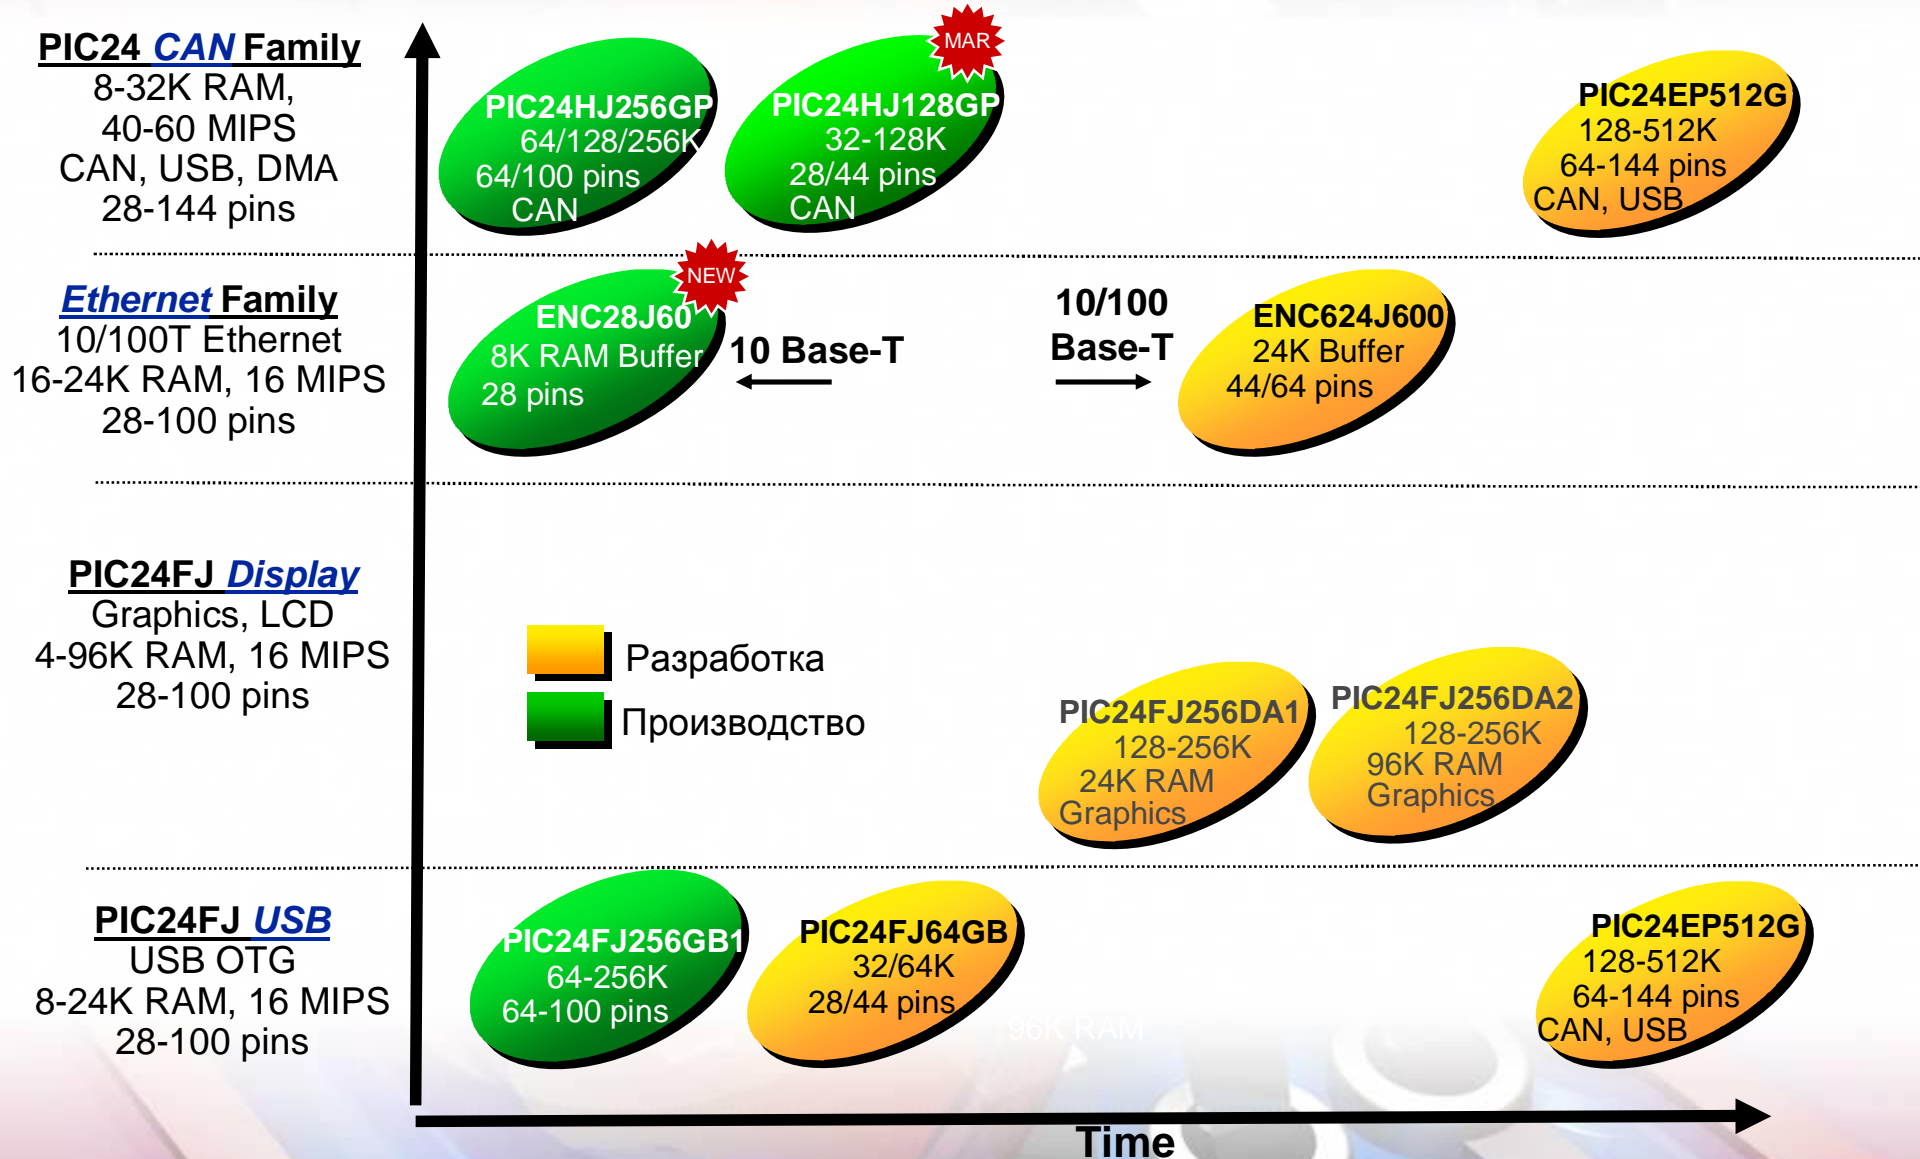 PIC24 CAN Family
8-32K RAM,
40-60 MIPS
CAN, USB, DMA
28-144 pins
PIC24HJ256GP
64/128/256K
64/100 pins
CAN
MAR
PIC24HJ128GP
32-128K
28/44 pins
CAN
PIC24EP512G
128-512K
64-144 pins
CAN, USB
Ethernet Family
10/100T Ethernet
16-24K RAM, 16 MIPS
28-100 pins
NEW
ENC28J60
8K RAM Buffer
28 pins
10 Base-T
10/100
Base-T
ENC624J600
24K Buffer
44/64 pins
PIC24FJ Display
Graphics, LCD
4-96K RAM, 16 MIPS
28-100 pins
Разработка
Производство
PIC24FJ256DA1
128-256K
24K RAM
Graphics
PIC24FJ256DA2
128-256K
96K RAM
Graphics
PIC24FJ USB
USB OTG
8-24K RAM, 16 MIPS
28-100 pins
PIC24FJ256GB1
64-256K
64-100 pins
PIC24FJ64GB
32/64K
28/44 pins
96K RAM
PIC24EP512G
128-512K
64-144 pins
CAN, USB
Time